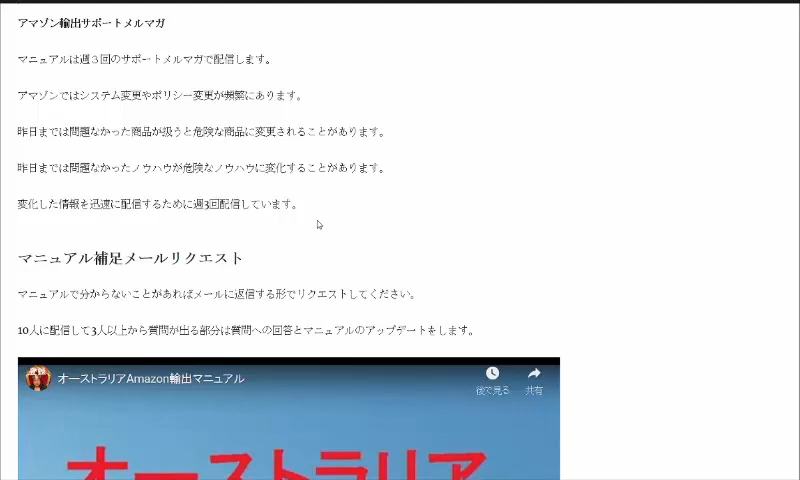 アマゾン輸出サポートメルマガ
マニュアルは週３回のサポートメルマガで配信します。
アマゾンではシステム変更やポリシー変更が頻繁にあります。
昨日までは問題なかった商品が扱うと危険な商品に変更されることがあります。
昨日までは問題なかったノウハウが危険なノウハウに変化することがあります。
変化した情報を迅速に配信するために週3回配信しています。
マニュアル補足メールリクエスト
マニュアルで分からないことがあればメールに返信する形でリクエストしてください。
10人に配信して3人以上から質問が出る部分は質問への回答とマニュアルのアップデートをします。
オーストラリアAmazon輸出マニュアル
後で見る 共有
オーストラリア